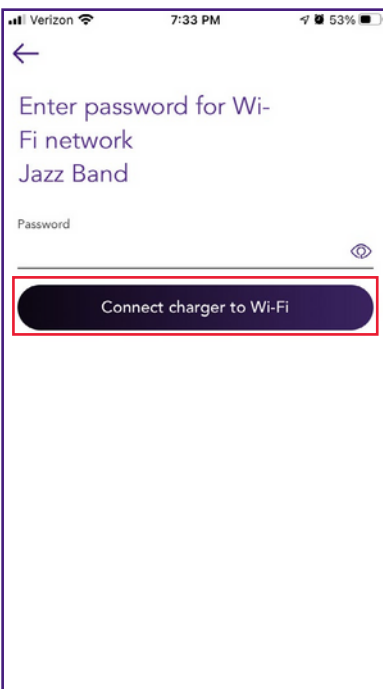 Verizon 7:33 PM 53%
Enter password for Wi-
Fi network
Jazz Band
Password
Connect charger to Wi-Fi